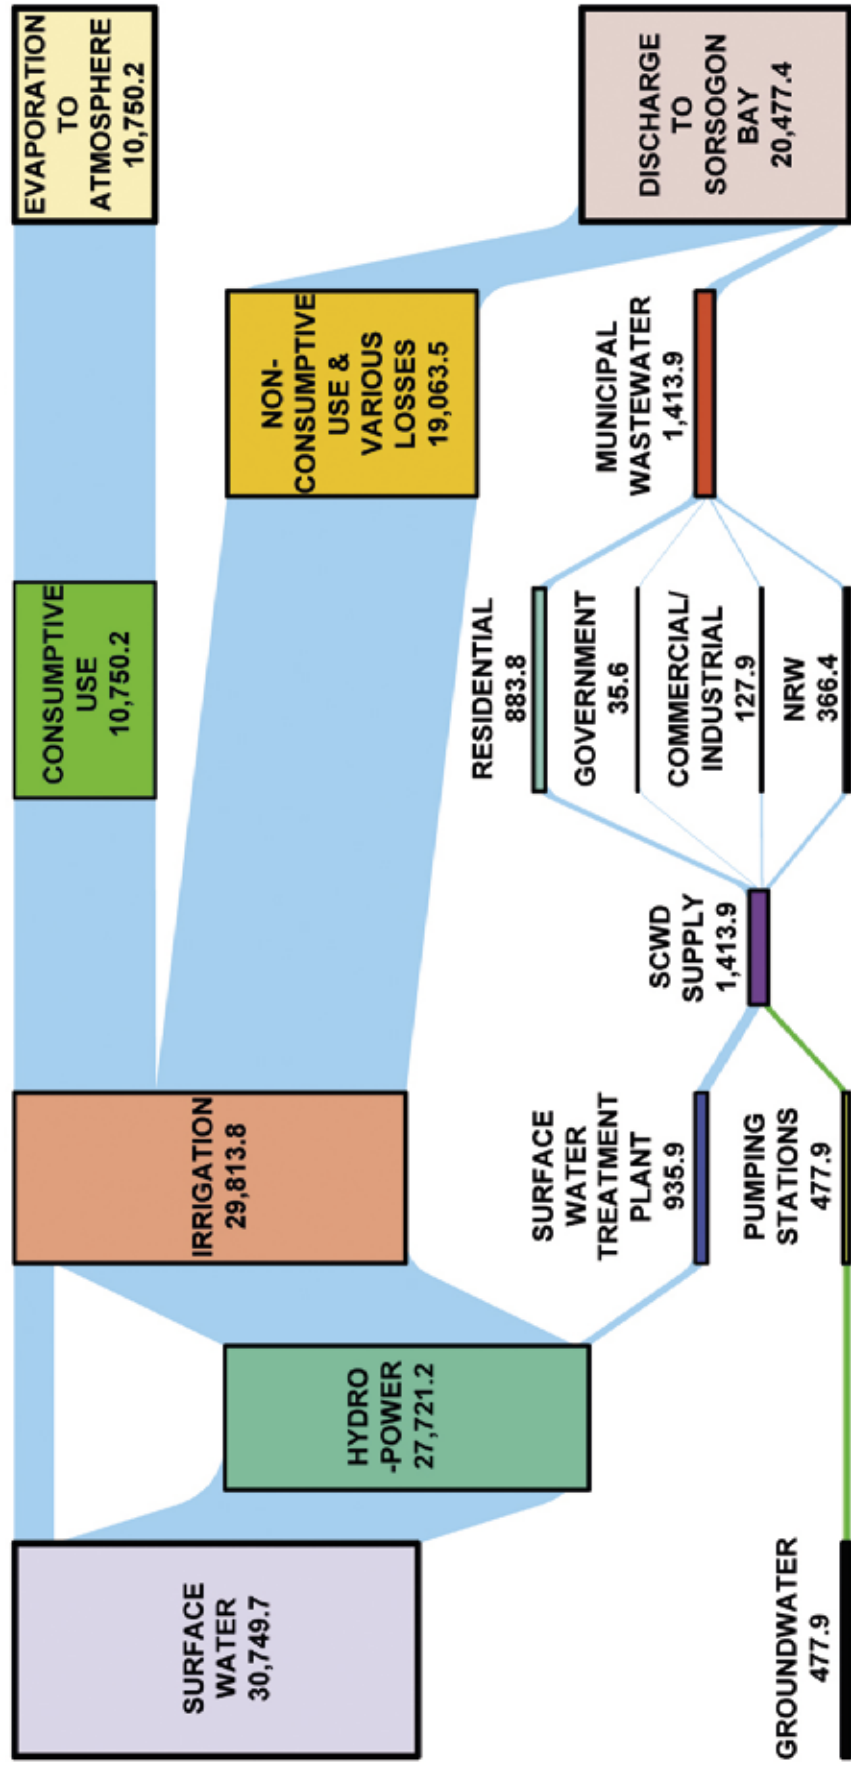 SURFACE
WATER
30,749.7
GROUNDWATER
477.9
HYDRO
-POWER
27,721.2
IRRIGATION
29,813.8
SURFACE
WATER
TREATMENT
PLANT
935.9
PUMPING
STATIONS
477.9
SCWD
SUPPLY
1,413.9
CONSUMPTIVE
USE
10,750.2
RESIDENTIAL
883.8
GOVERNMENT
35.6
COMMERCIAL/
INDUSTRIAL
127.9
NRW
366.4
NON-
CONSUMPTIVE
USE &
VARIOUS
LOSSES
19,063.5
MUNICIPAL
WASTEWATER
1,413.9
EVAPORATION
TO
ATMOSPHERE
10,750.2
DISCHARGE
TO
SORSOGON
BAY
20,477.4